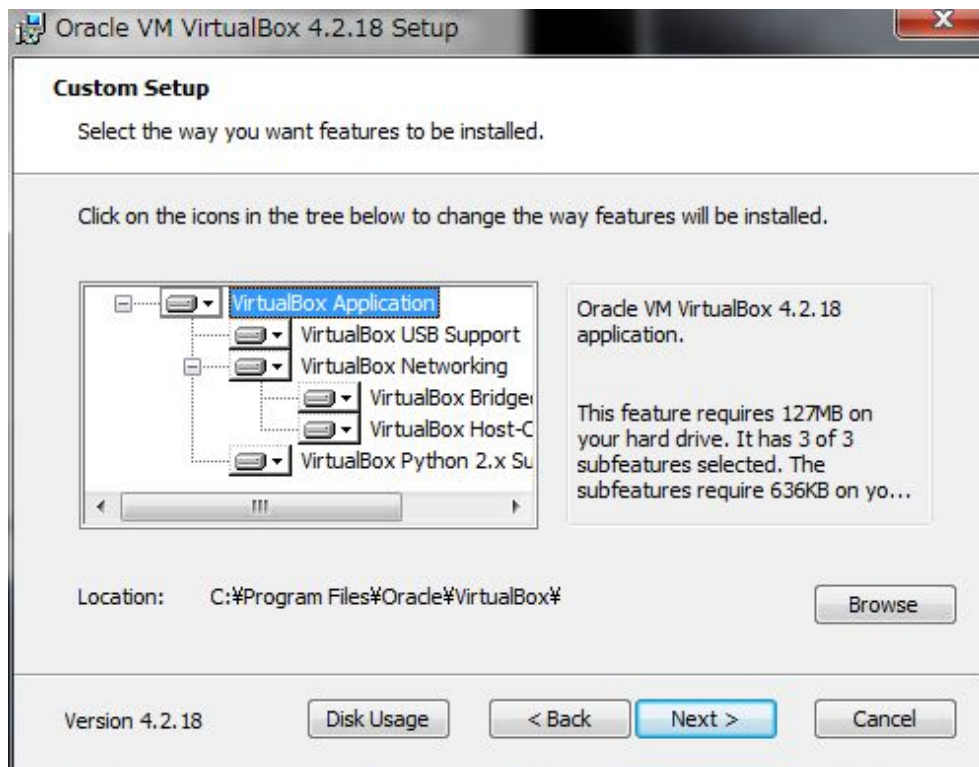 Oracle VM VirtualBox 4.2.18 Setup
Custom Setup
Select the way you want features to be installed.
Click on the icons in the tree below to change the way features will be installed.
VirtualBox Application
VirtualBox USB Support
VirtualBox Networking
VirtualBox Bridge
VirtualBox Host-C
VirtualBox Python 2.x Su
Oracle VM VirtualBox 4.2.18
application.
This feature requires 127MB on
your hard drive. It has 3 of 3
subfeatures selected. The
subfeatures require 636KB on yo...
Location: C:¥Program Files¥Oracle¥VirtualBox¥
Browse
Version 4.2.18
Disk Usage
< Back
Next >
Cancel